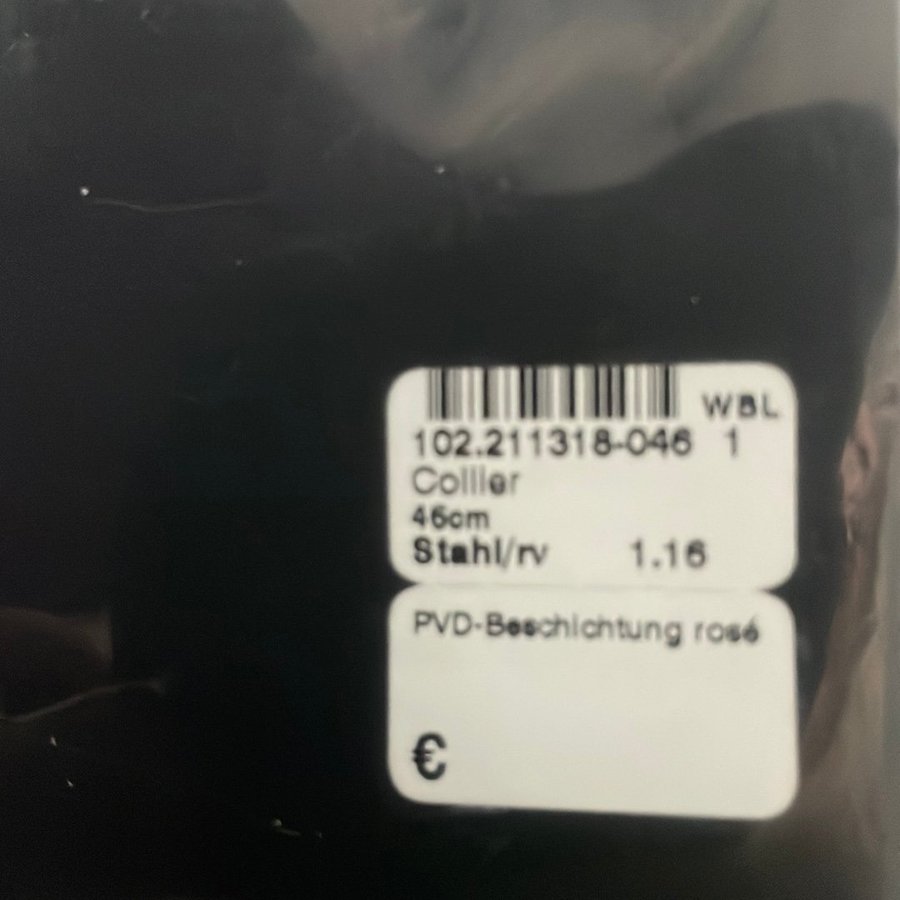 WBL
102.211318-046 1
Collier
46cm
Stahl/rv 1.16
PVD-Beschichtung rosé
€